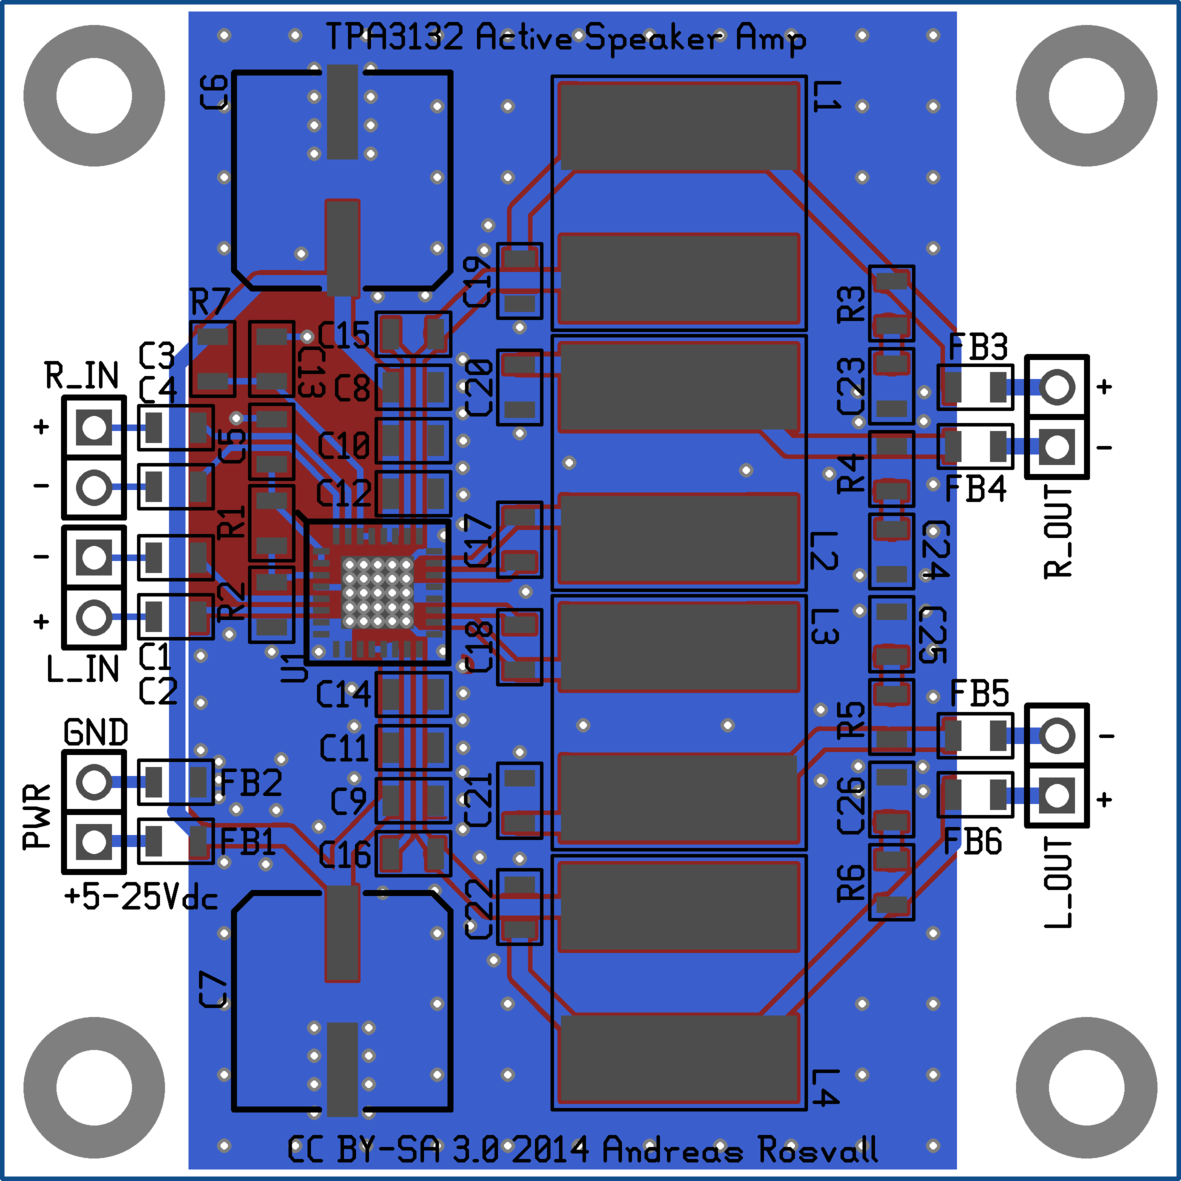 TPA3132 Active Speaker Amp
C6
L1
C19
R7
R3
C3
C15
FB3
R_IN
C4
C13
C8
C20
C23
+
+
+
C5
C10
R4
-
-
C12
FB4
R_OUT
R1
C17
L2
C24
-
R2
C18
L3
C25
+
L_IN
C1
U1
C2
C14
FB5
GND
C11
R5
-
PWR
FB2
C9
C21
C26
+
FB1
C16
FB6
+5-25Vdc
C22
R6
L_OUT
C7
L4
CC BY-SA 3.0 2014 Andreas Rosvall